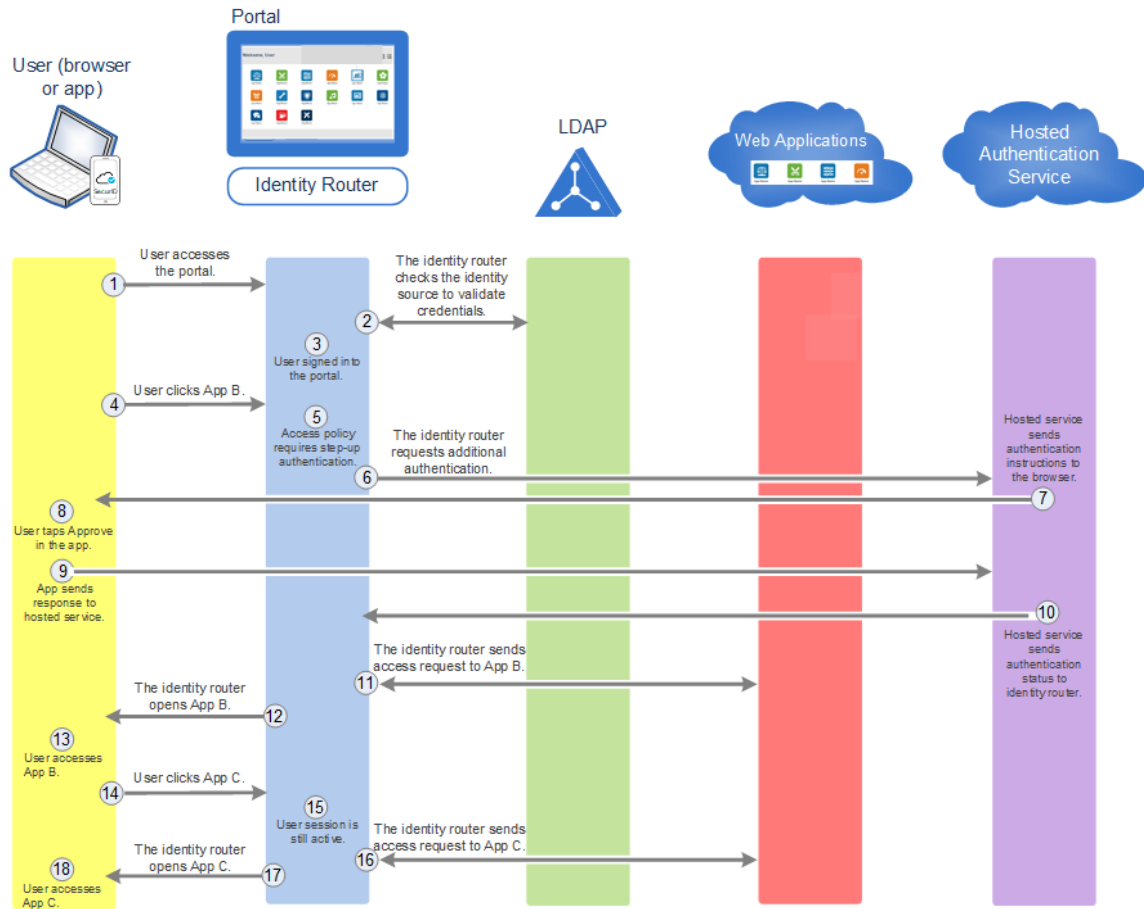 Portal
User (browser
or app)
Welcome, User
SecurID
Identity Router
LDAP
Web Applications
Hosted
Authentication
Service
User accesses
the portal.
1
The identity router
checks the identity
source to validate
credentials.
2
3
User signed into
the portal.
User clicks App B.
4
5
Access policy
requires step-up
authentication.
The identity router
requests additional
authentication.
6
Hosted service
sends
authentication
instructions to
the browser.
7
8
User taps Approve
in the app.
9
App sends
response to
hosted service.
10
Hosted service
sends
authentication
status to
identity router.
The identity router sends
access request to App B.
11
The identity router
opens App B.
12
13
User accesses
App B.
User clicks App C.
14
15
User session is
still active.
The identity router sends
access request to App C.
16
The identity router
opens App C.
17
18
User accesses
App C.